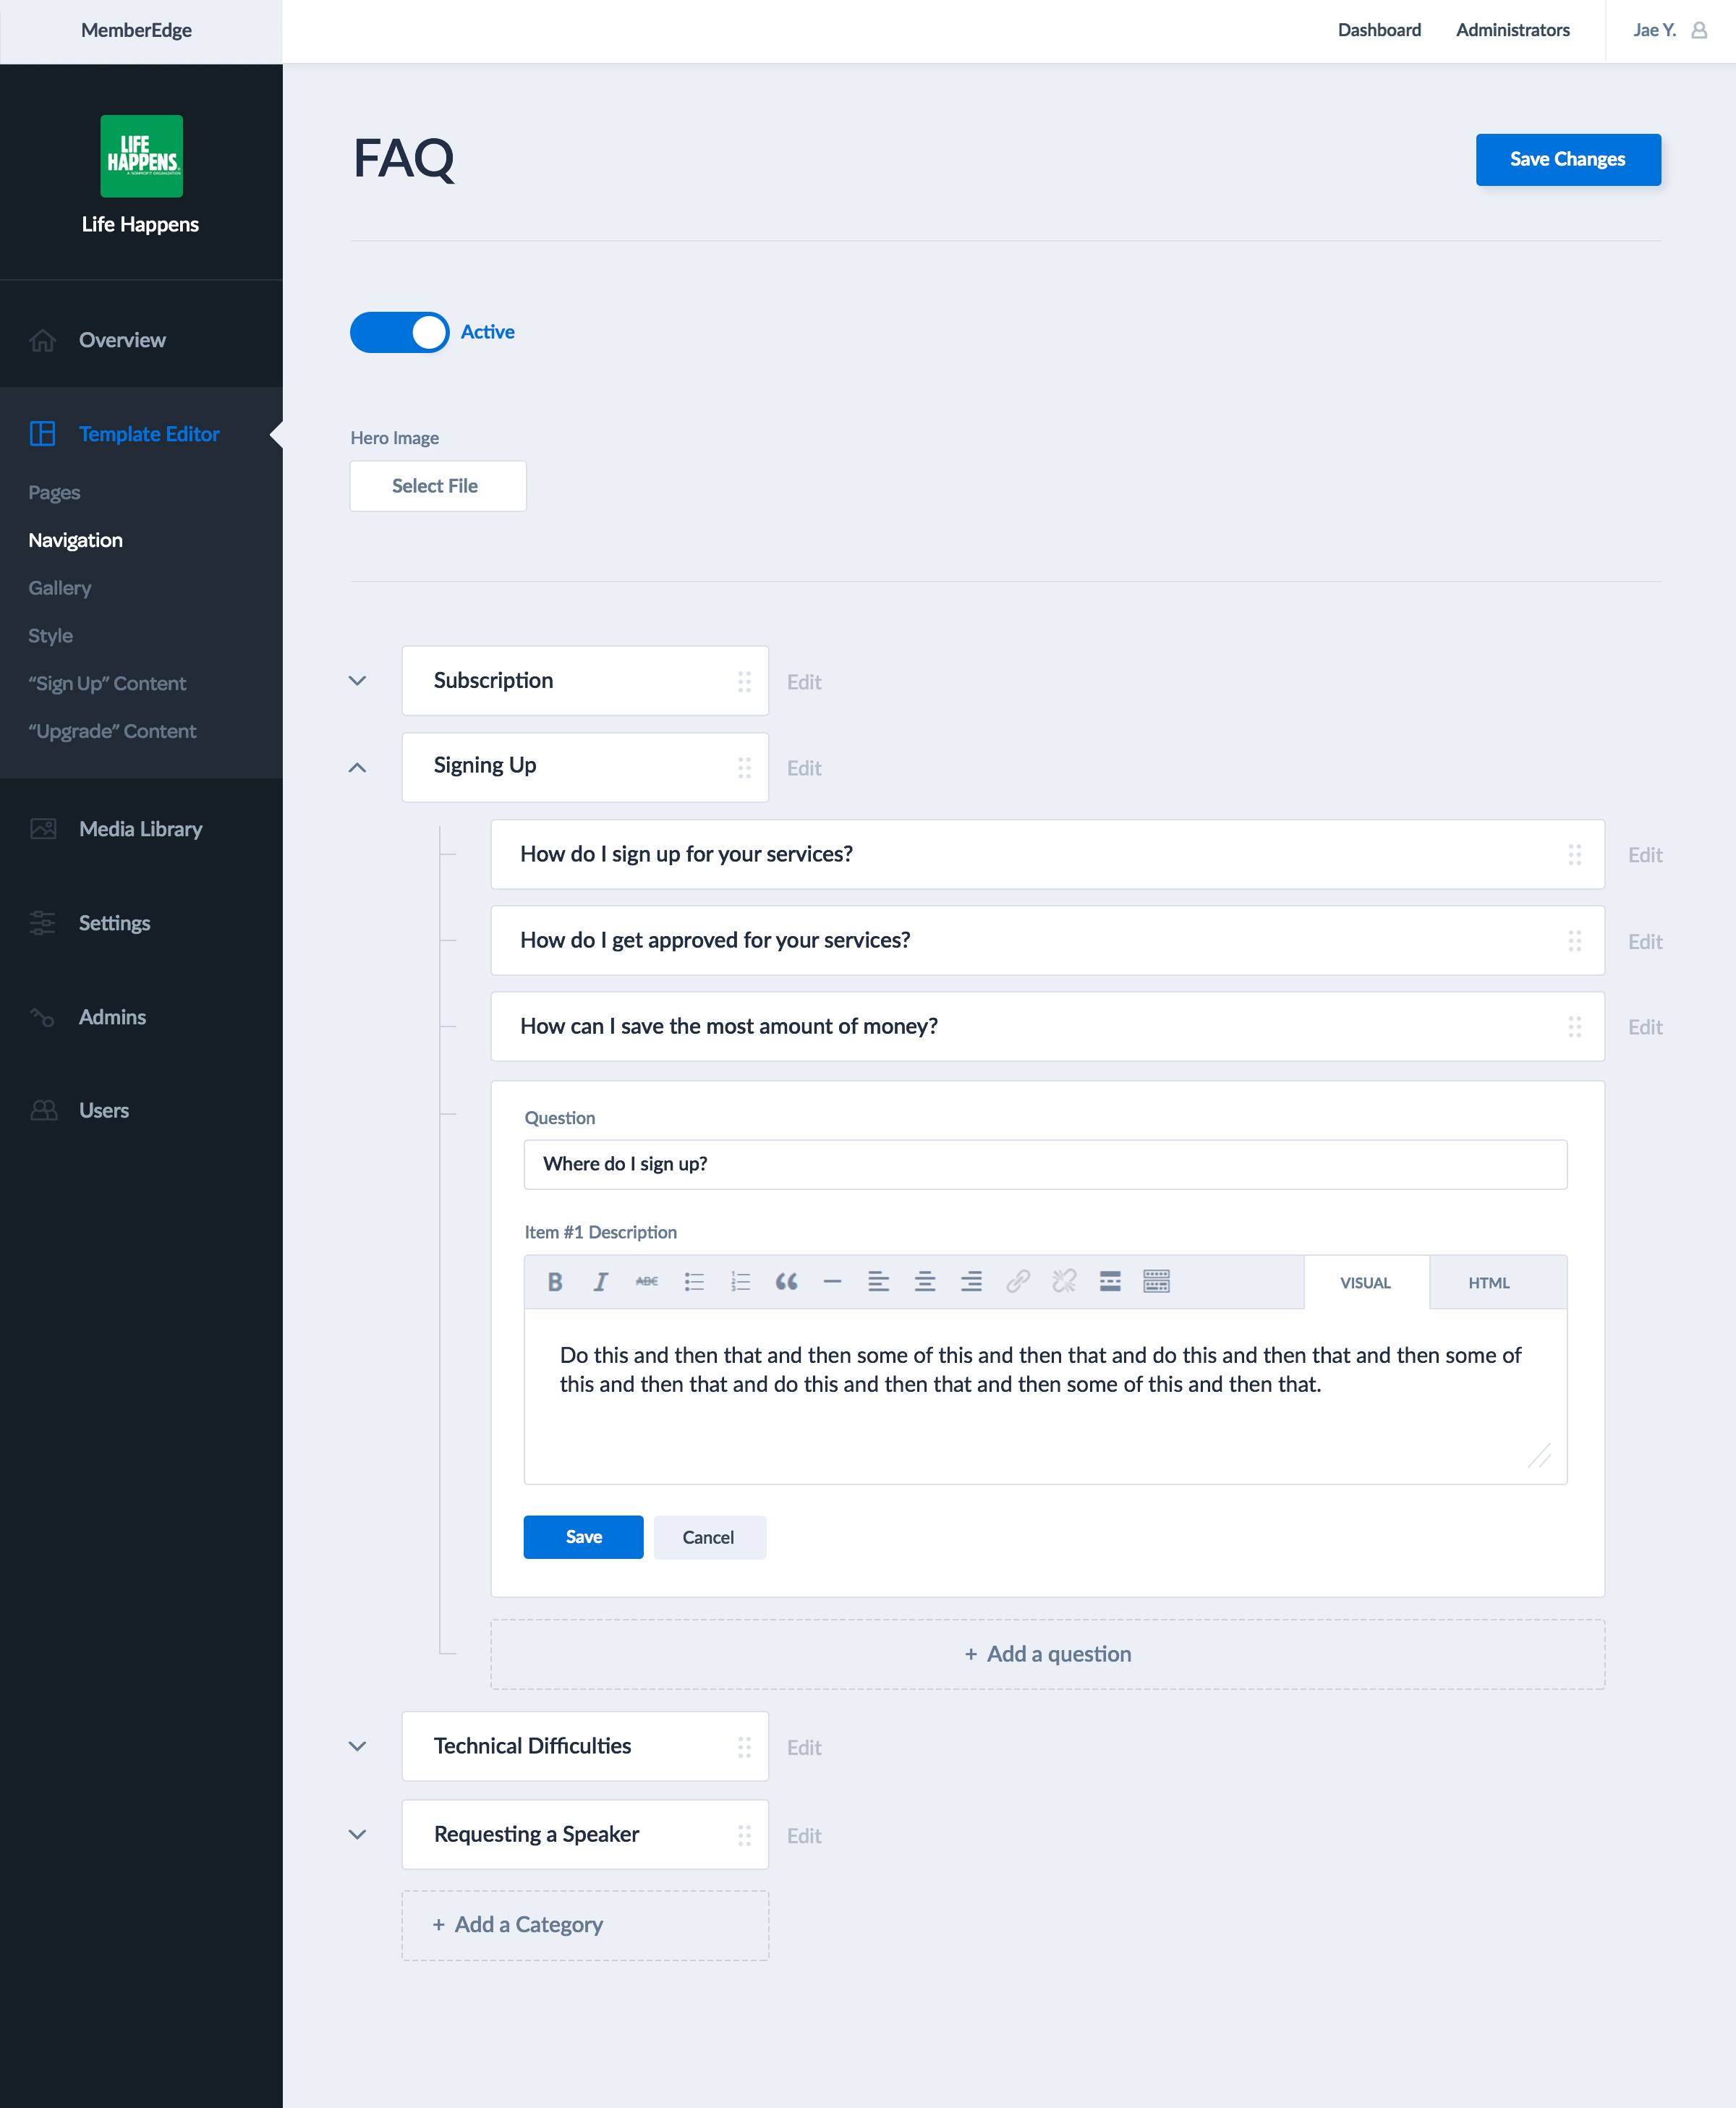 MemberEdge
Dashboard
Administrators
Jae Y.
LIFE
HAPPENS
A NONPROFIT ORGANIZATION
Life Happens
Overview
Template Editor
Pages
Navigation
Gallery
Style
“Sign Up” Content
“Upgrade” Content
Media Library
Settings
Admins
Users
FAQ
Save Changes
Active
Hero Image
Select File
Subscription
Edit
Signing Up
Edit
How do I sign up for your services?
Edit
How do I get approved for your services?
Edit
How can I save the most amount of money?
Edit
Question
Where do I sign up?
Item #1 Description
B I ABC
VISUAL
HTML
Do this and then that and then some of this and then that and do this and then that and then some of
this and then that and do this and then that and then some of this and then that.
Save
Cancel
+ Add a question
Technical Difficulties
Edit
Requesting a Speaker
Edit
+ Add a Category